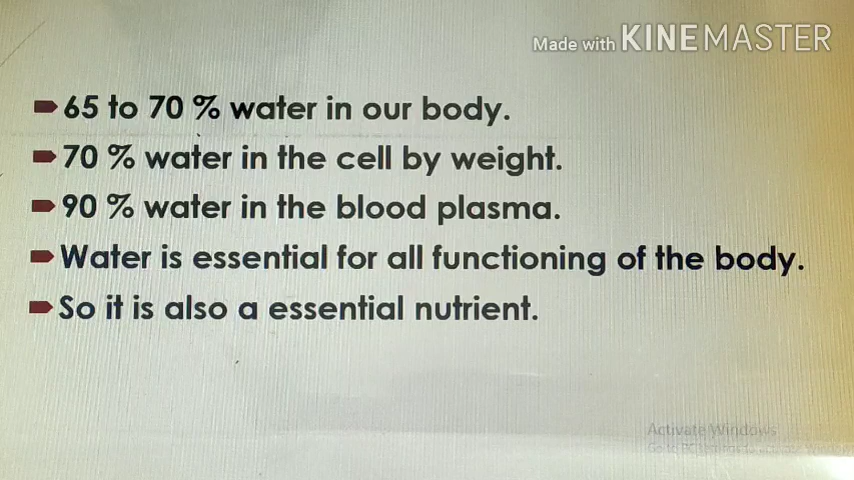 Made with KINEMASTER
65 to 70 % water in our body.
70 % water in the cell by weight.
90 % water in the blood plasma.
Water is essential for all functioning of the body.
So it is also a essential nutrient.
Activate Windows